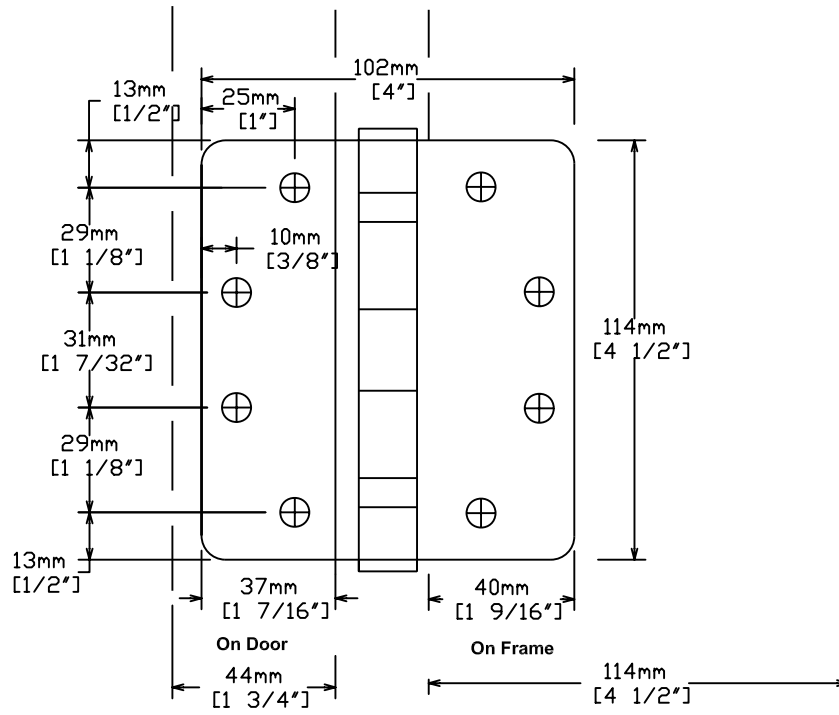 102mm
[4″]
13mm
[1/2″]
25mm
[1″]
29mm
[1 1/8″]
10mm
[3/8″]
31mm
[1 7/32″]
114mm
[4 1/2″]
29mm
[1 1/8″]
13mm
[1/2″]
37mm
[1 7/16″]
40mm
[1 9/16″]
On Door
On Frame
44mm
[1 3/4″]
114mm
[4 1/2″]